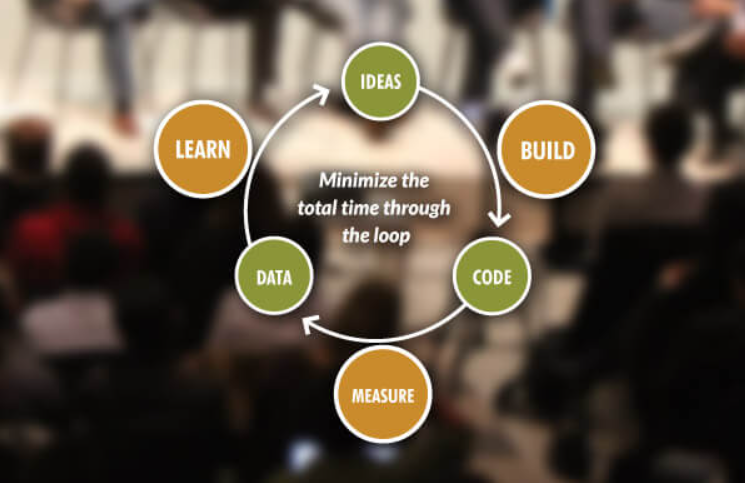 IDEAS
LEARN
BUILD
Minimize the
total time through
the loop
DATA
CODE
MEASURE